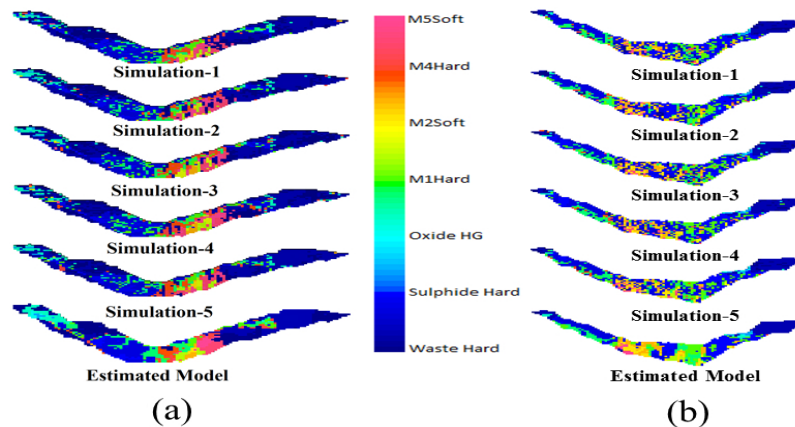 Simulation-1
Simulation-2
Simulation-3
Simulation-4
Simulation-5
Estimated Model
(a)
M5Soft
M4Hard
M2Soft
M1Hard
Oxide HG
Sulphide Hard
Waste Hard
Simulation-1
Simulation-2
Simulation-3
Simulation-4
Simulation-5
Estimated Model
(b)